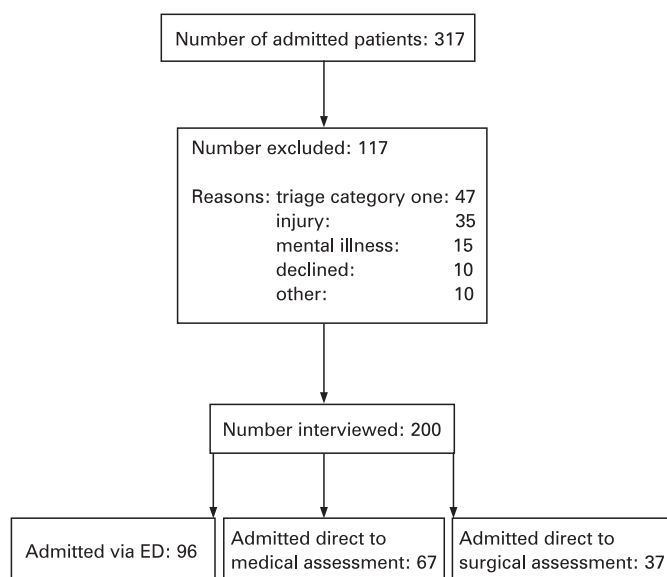 Number of admitted patients: 317
Number excluded: 117
Reasons: triage category one: 47
injury: 35
mental illness: 15
declined: 10
other: 10
Number interviewed: 200
Admitted via ED: 96
Admitted direct to
medical assessment: 67
Admitted direct to
surgical assessment: 37